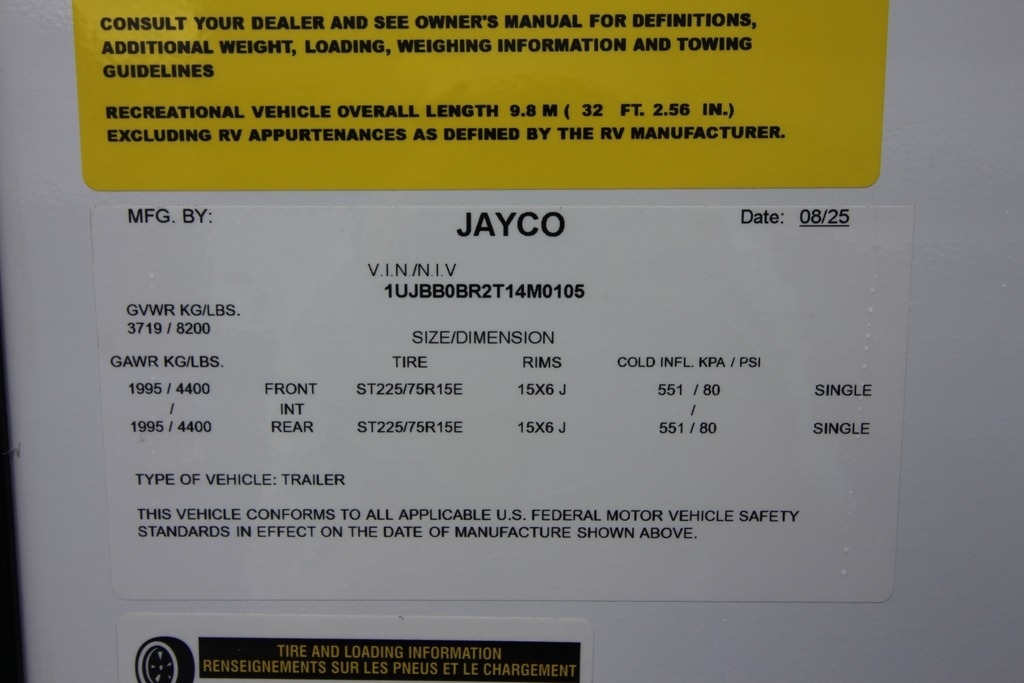 CONSULT YOUR DEALER AND SEE OWNER'S MANUAL FOR DEFINITIONS,
ADDITIONAL WEIGHT, LOADING, WEIGHING INFORMATION AND TOWING
GUIDELINES
RECREATIONAL VEHICLE OVERALL LENGTH 9.8 M ( 32 FT. 2.56 IN.)
EXCLUDING RV APPURTENANCES AS DEFINED BY THE RV MANUFACTURER.
MFG. BY: JAYCO Date: 08/25
V.I.N./N.I.V
1UJBB0BR2T14M0105
GVWR KG/LBS.
3719 / 8200
SIZE/DIMENSION
GAWR KG/LBS. TIRE RIMS COLD INFL. KPA / PSI
1995 / 4400 FRONT ST225/75R15E 15X6 J 551 / 80 SINGLE
/ INT /
1995 / 4400 REAR ST225/75R15E 15X6 J 551 / 80 SINGLE
TYPE OF VEHICLE: TRAILER
THIS VEHICLE CONFORMS TO ALL APPLICABLE U.S. FEDERAL MOTOR VEHICLE SAFETY
STANDARDS IN EFFECT ON THE DATE OF MANUFACTURE SHOWN ABOVE.
TIRE AND LOADING INFORMATION
RENSEIGNEMENTS SUR LES PNEUS ET LE CHARGEMENT